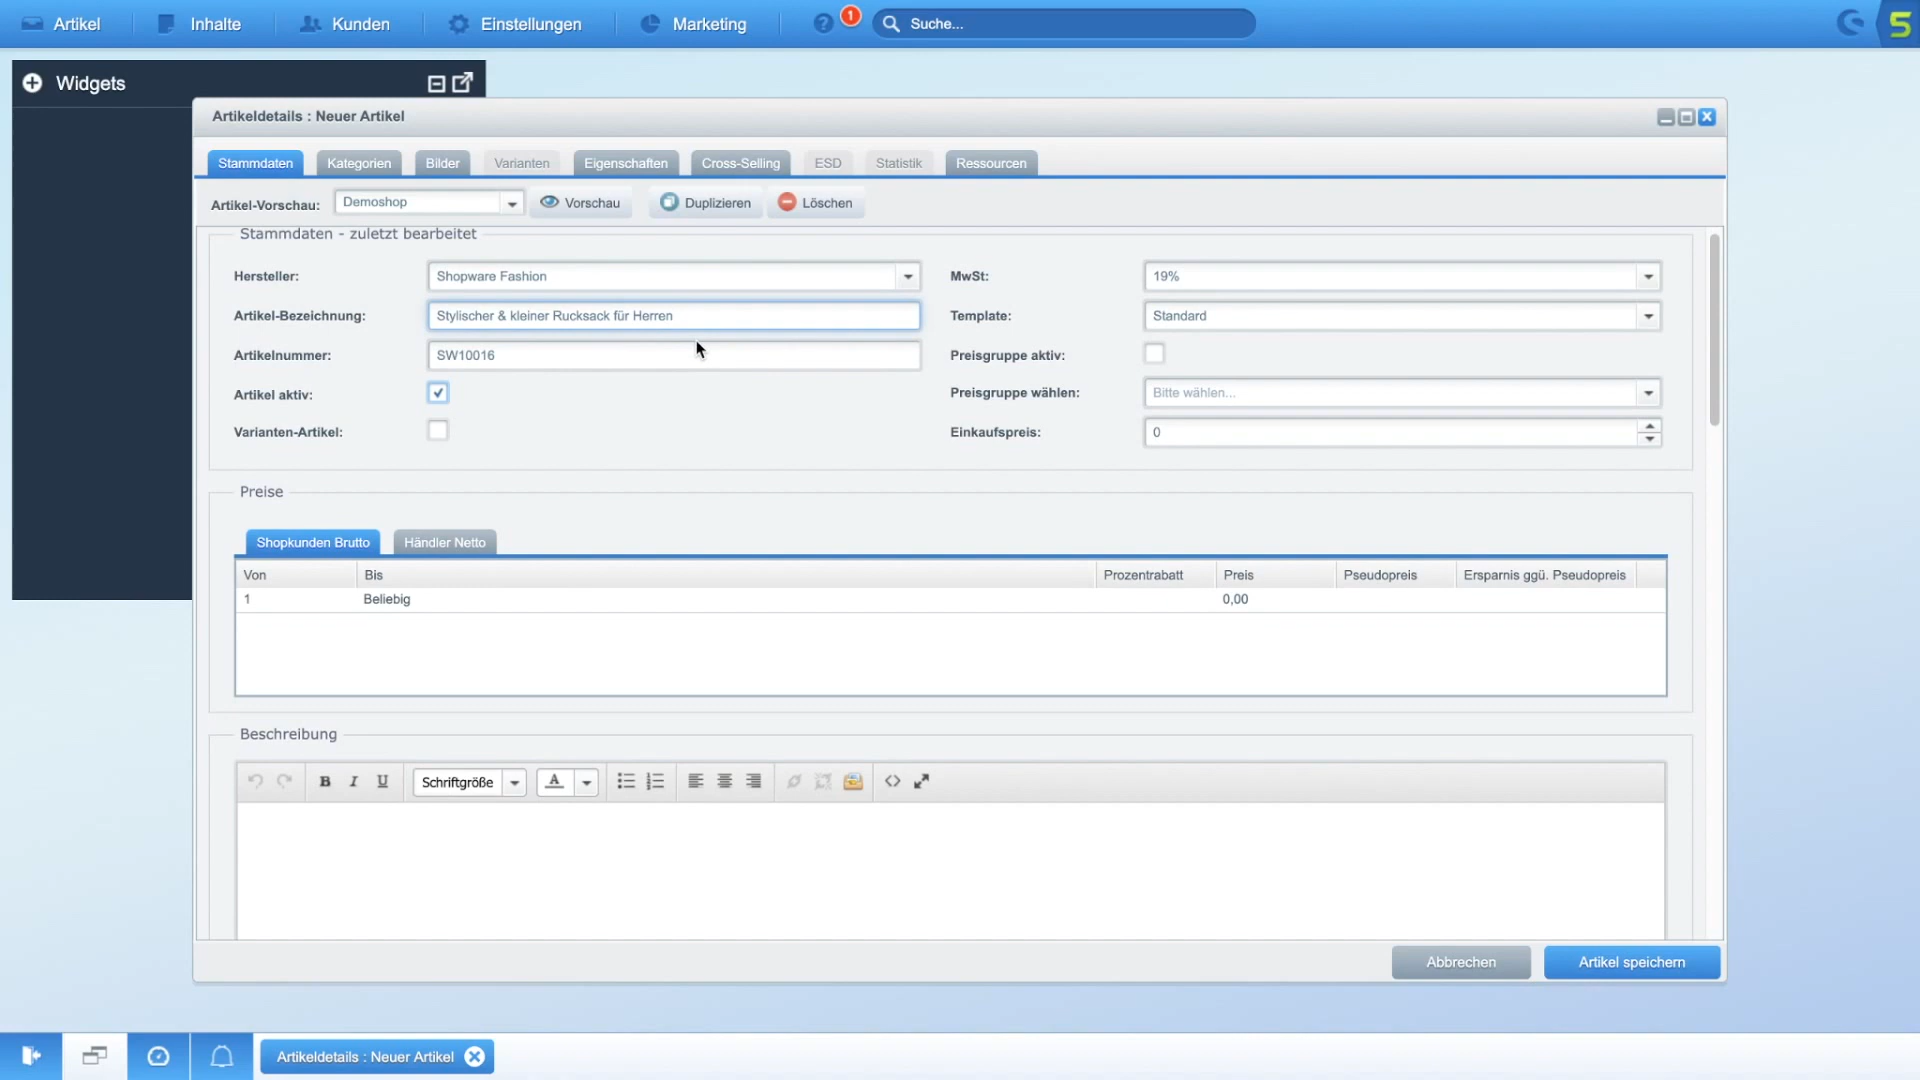 Artikel Inhalte Kunden Einstellungen Marketing ? 1 Suche... 5
Widgets
Artikeldetails : Neuer Artikel
Stammdaten Kategorien Bilder Varianten Eigenschaften Cross-Selling ESD Statistik Ressourcen
Artikel-Vorschau: Demoshop Vorschau Duplizieren Löschen
Stammdaten - zuletzt bearbeitet
Hersteller: Shopware Fashion MwSt: 19%
Artikel-Bezeichnung: Stylischer & kleiner Rucksack für Herren Template: Standard
Artikelnummer: SW10016 Preisgruppe aktiv:
Artikel aktiv: Preisgruppe wählen: Bitte wählen...
Varianten-Artikel: Einkaufspreis: 0
Preise
Shopkunden Brutto Händler Netto
Von Bis Prozentrabatt Preis Pseudopreis Ersparnis ggü. Pseudopreis
1 Beliebig 0,00
Beschreibung
B I U Schriftgröße A
Abbrechen Artikel speichern
Artikeldetails : Neuer Artikel